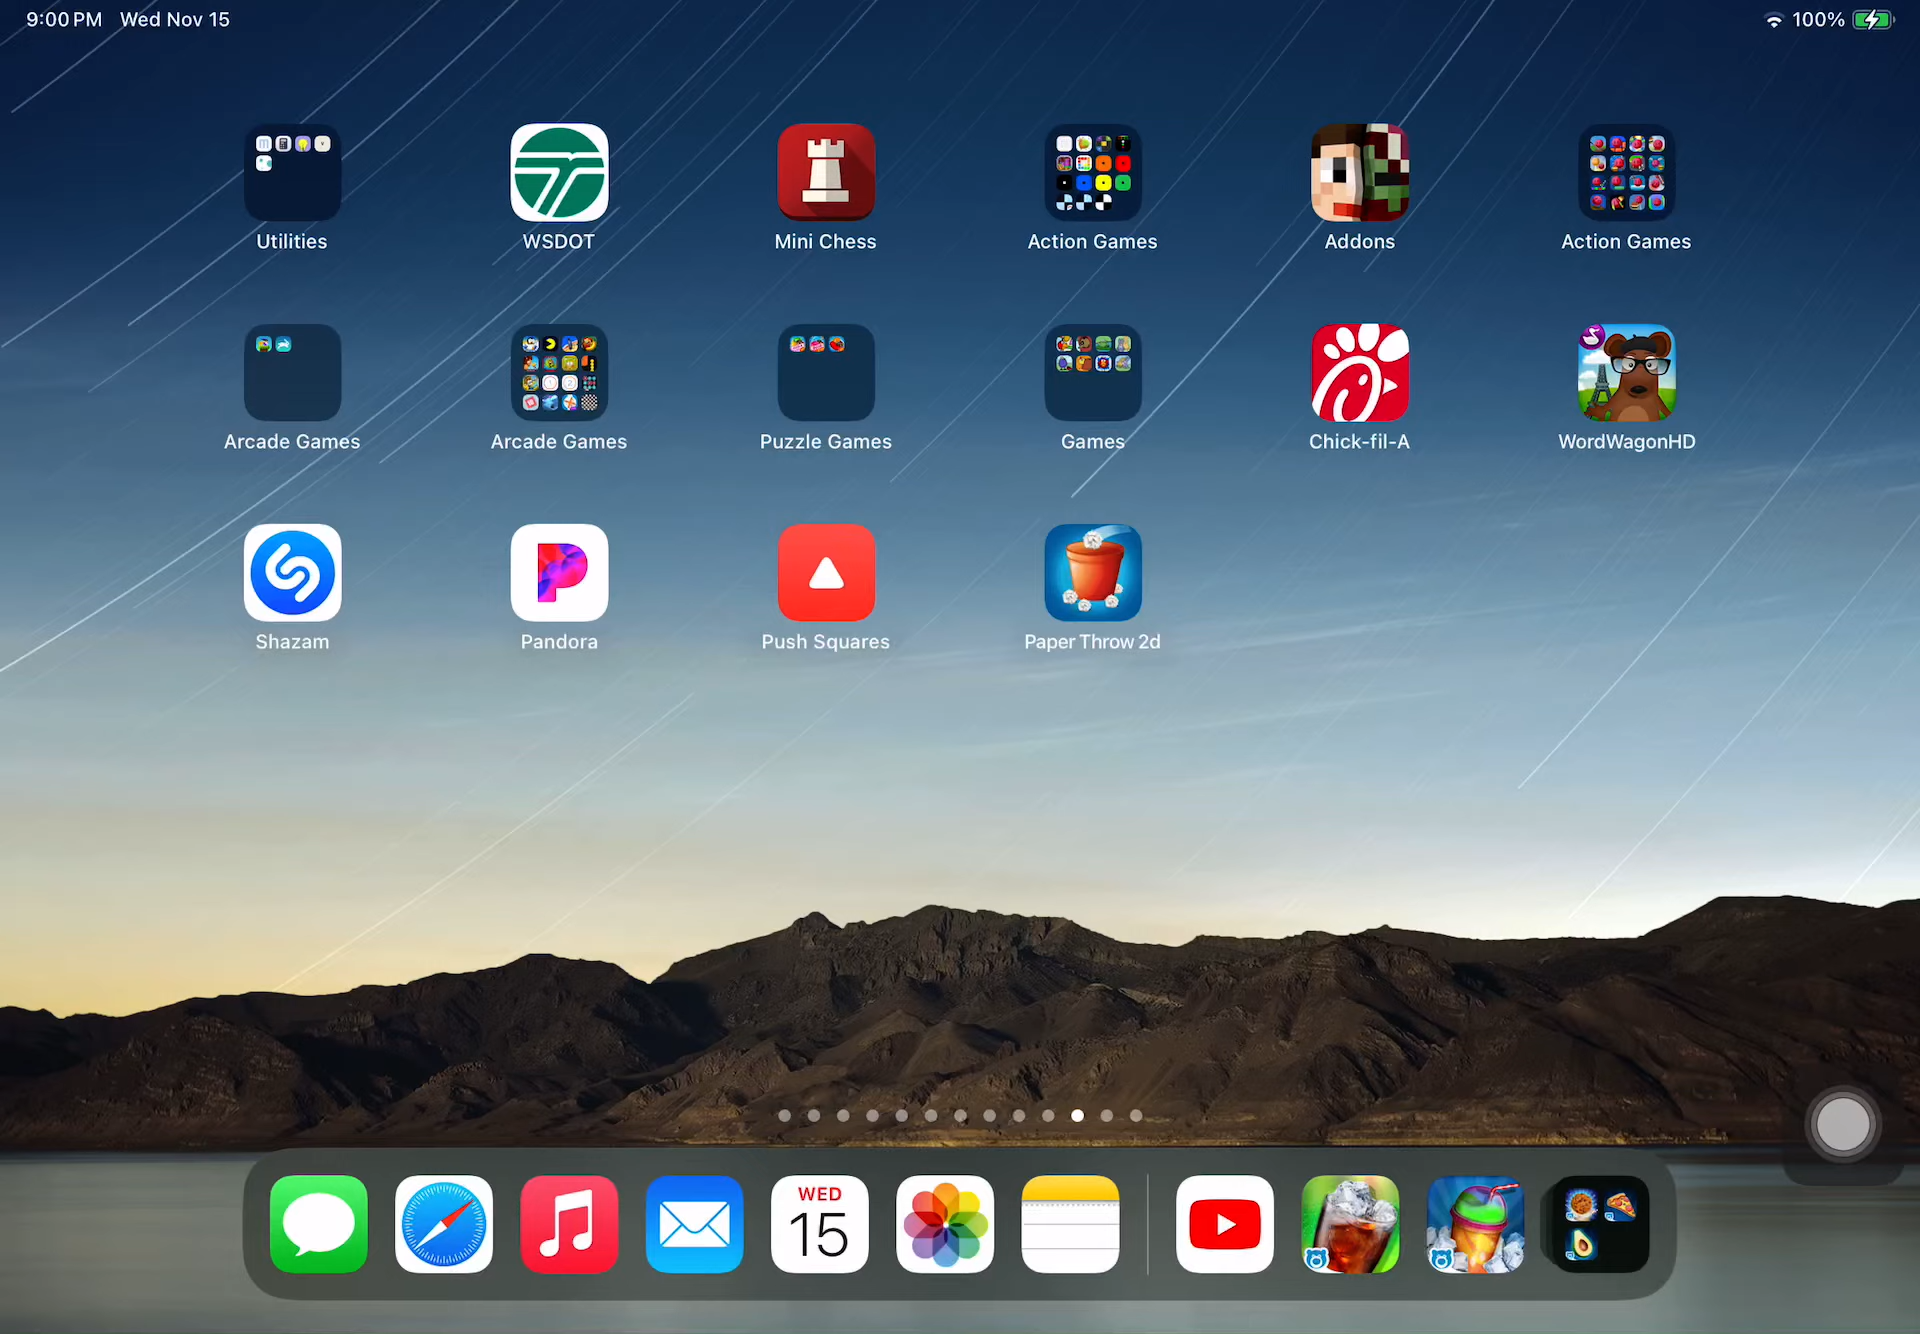 9:00 PM Wed Nov 15
100%
Utilities
WSDOT
Mini Chess
Action Games
Addons
Action Games
Arcade Games
Arcade Games
Puzzle Games
Games
Chick-fil-A
WordWagonHD
Shazam
Pandora
Push Squares
Paper Throw 2d
WED
15